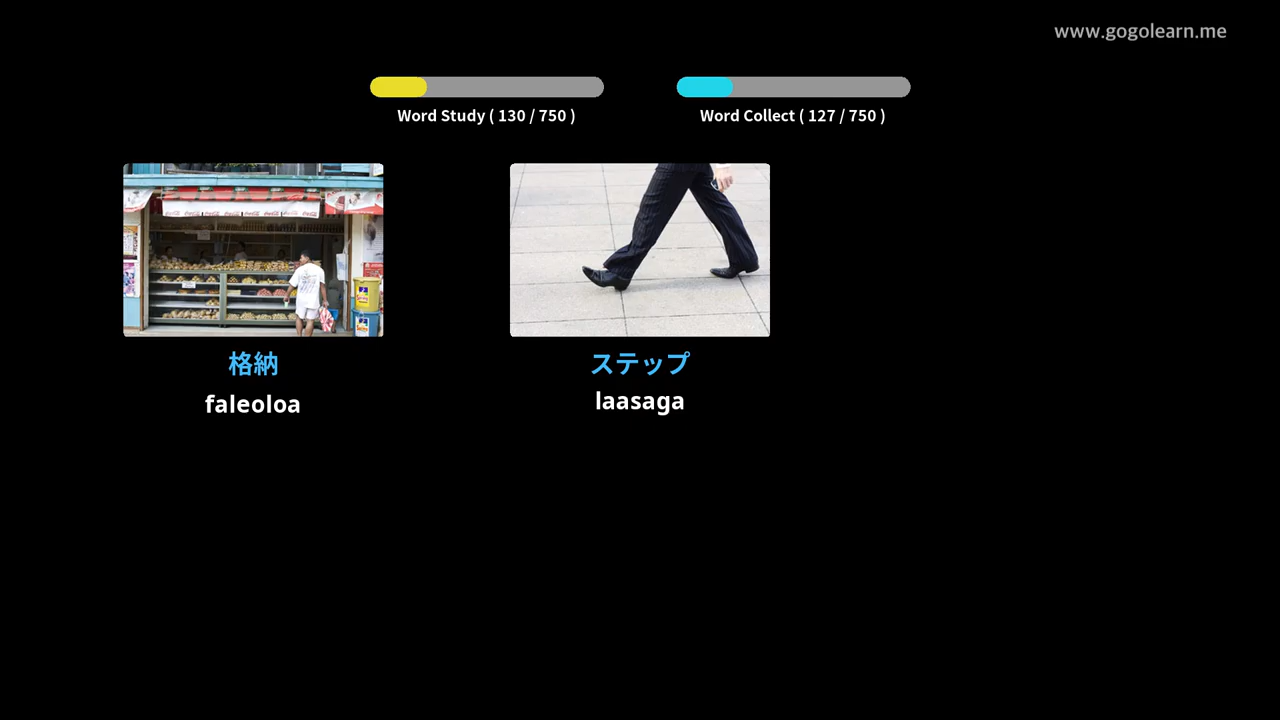 www.gogolearn.me
Word Study ( 130 / 750 )
Word Collect ( 127 / 750 )
格納
faleoloa
ステップ
laasaga